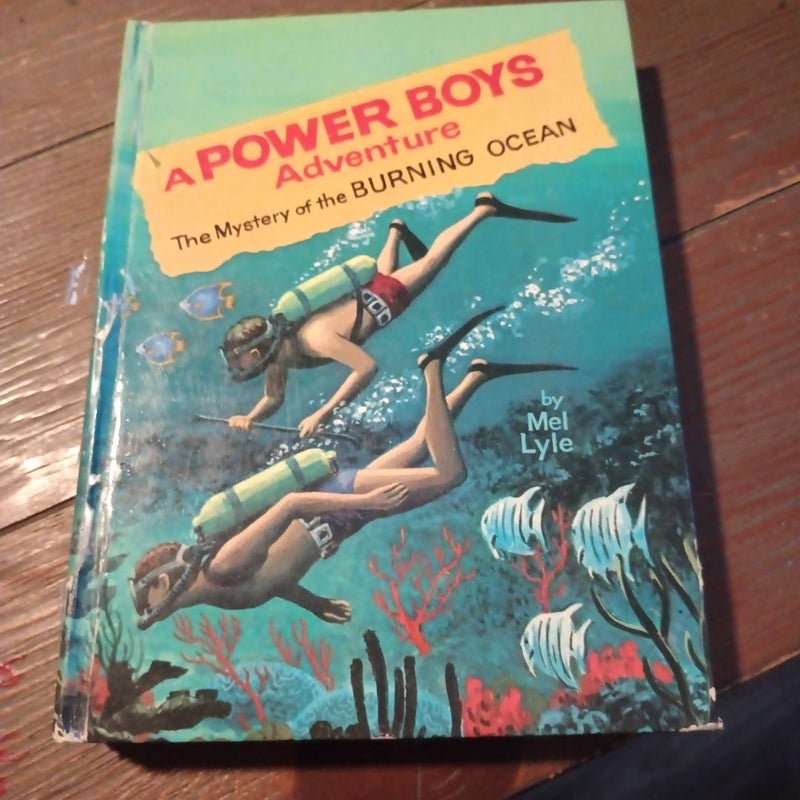 A POWER BOYS
Adventure
The Mystery of the BURNING OCEAN
by
Mel
Lyle